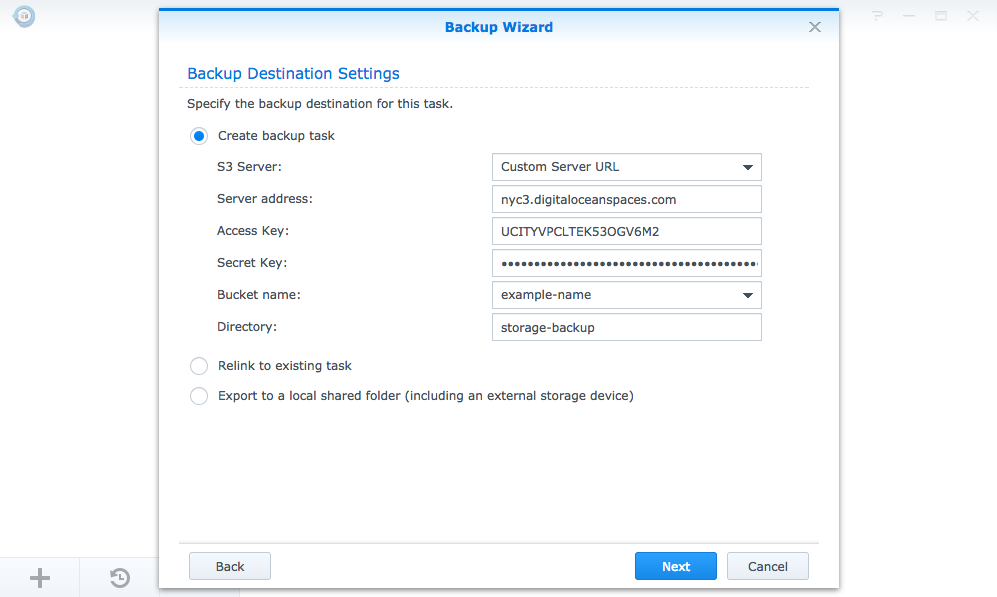 Backup Wizard
Backup Destination Settings
Specify the backup destination for this task.
Create backup task
S3 Server: Custom Server URL
Server address: nyc3.digitaloceanspaces.com
Access Key: UCITYVPCLTEK53OGV6M2
Secret Key: ••••••••••••••••••••••••••••••••••••••••
Bucket name: example-name
Directory: storage-backup
Relink to existing task
Export to a local shared folder (including an external storage device)
Back Next Cancel